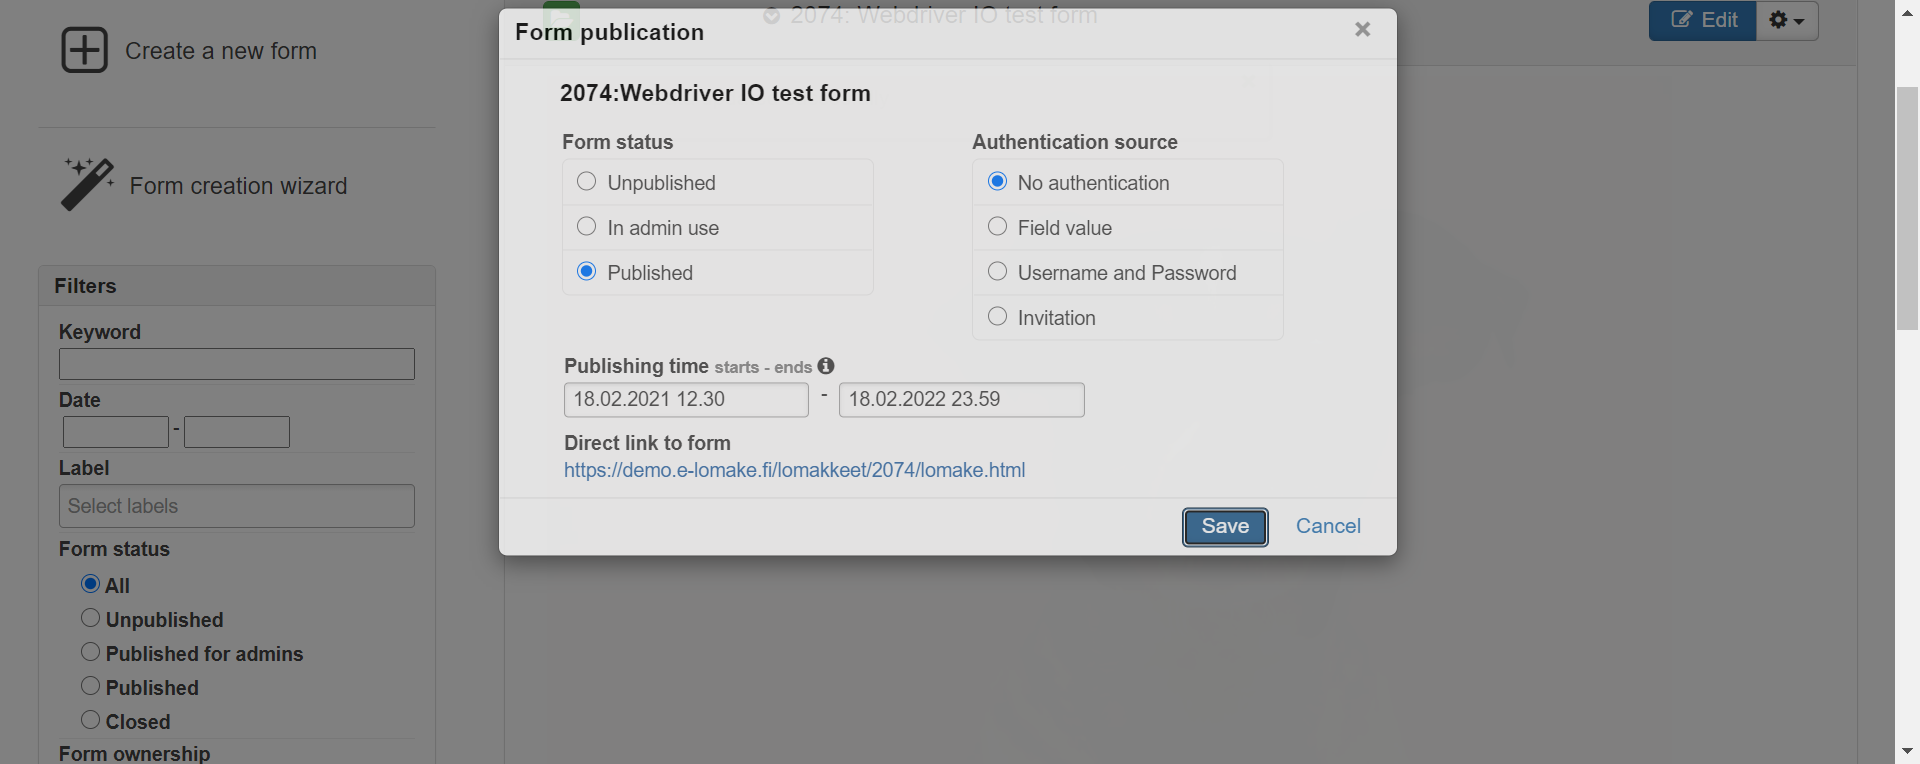 2074: Webdriver IO test form
Edit
Create a new form
Form creation wizard
Filters
Keyword
Date
-
Label
Select labels
Form status
All
Unpublished
Published for admins
Published
Closed
Form ownership
Form publication
×
2074:Webdriver IO test form
Form status
Unpublished
In admin use
Published
Authentication source
No authentication
Field value
Username and Password
Invitation
Publishing time starts - ends
18.02.2021 12.30 - 18.02.2022 23.59
Direct link to form
https://demo.e-lomake.fi/lomakkeet/2074/lomake.html
Save Cancel